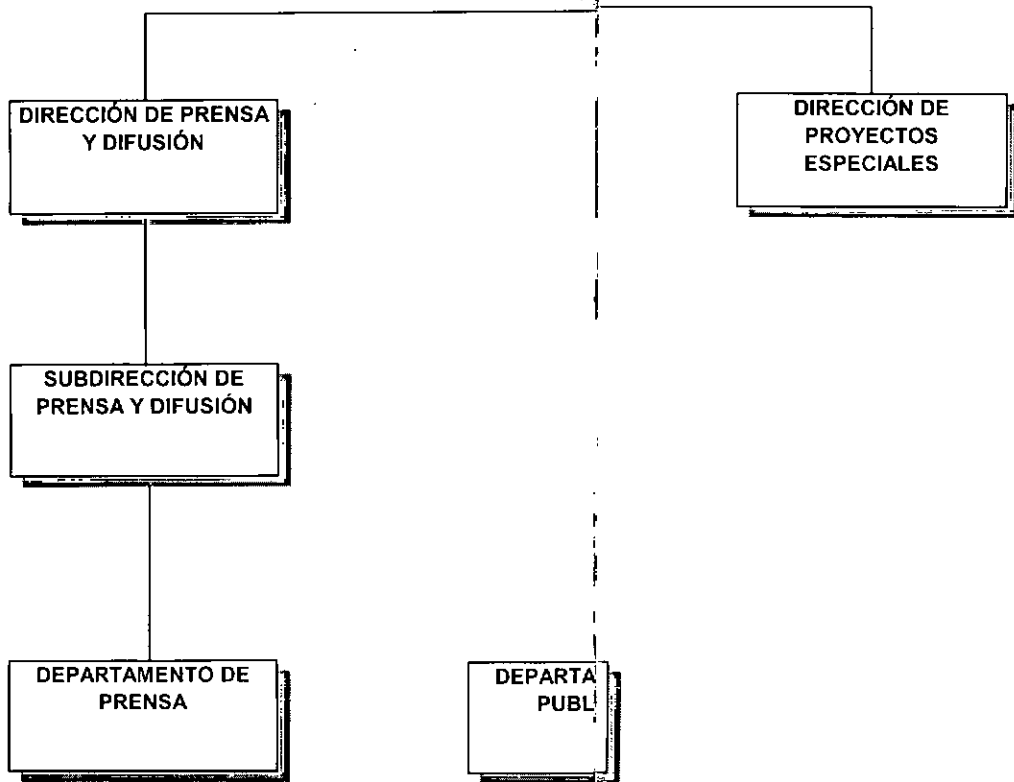 DIRECCIÓN DE PRENSA
Y DIFUSIÓN
DIRECCIÓN DE
PROYECTOS
ESPECIALES
SUBDIRECCIÓN DE
PRENSA Y DIFUSIÓN
DEPARTAMENTO DE
PRENSA
DEPARTA
PUBL